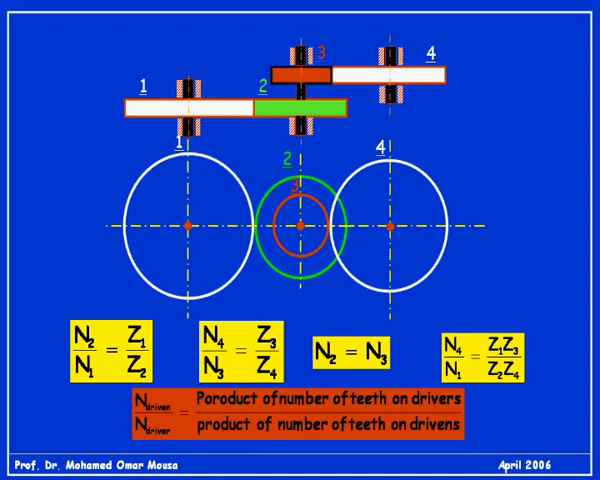 3
4
1
2
1
4
2
3
N₂/N₁ = Z₁/Z₂
N₄/N₃ = Z₃/Z₄
N₂ = N₃
N₄/N₁ = Z₁Z₃/Z₂Z₄
Ndriven/Ndriver = Poroduct of number of teeth on drivers/product of number of teeth on drivens
Prof. Dr. Mohamed Omar Mousa
April 2006